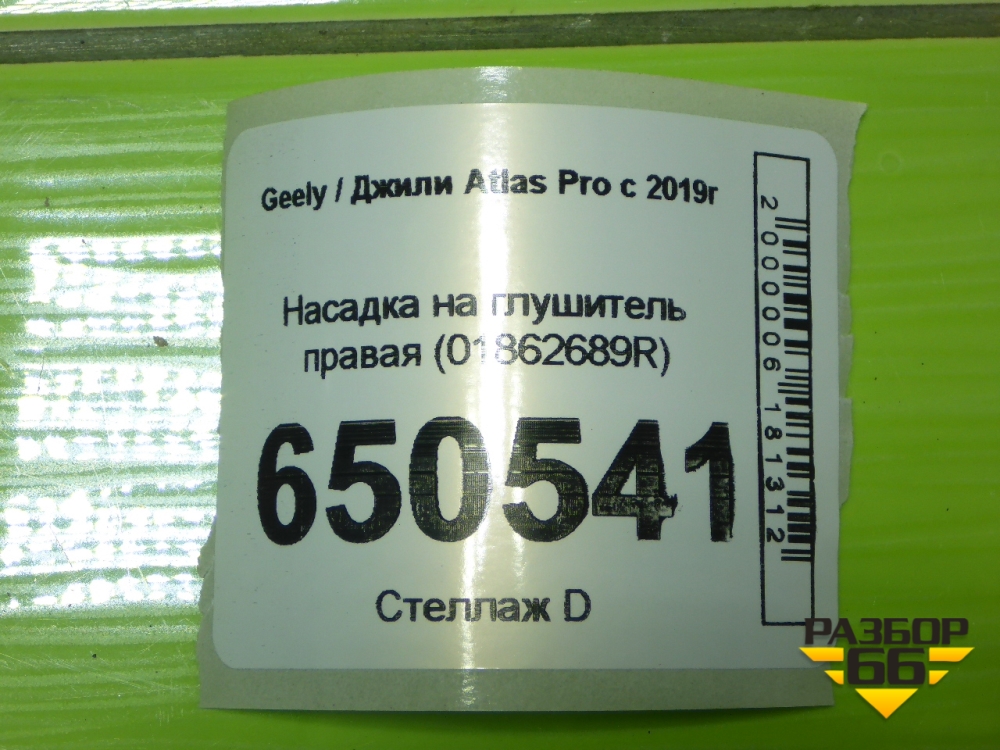 Geely / Джили Atlas Pro с 2019г
Насадка на глушитель
правая (01862689R)
650541
Стеллаж D
2000006181312
РАЗБОР
66